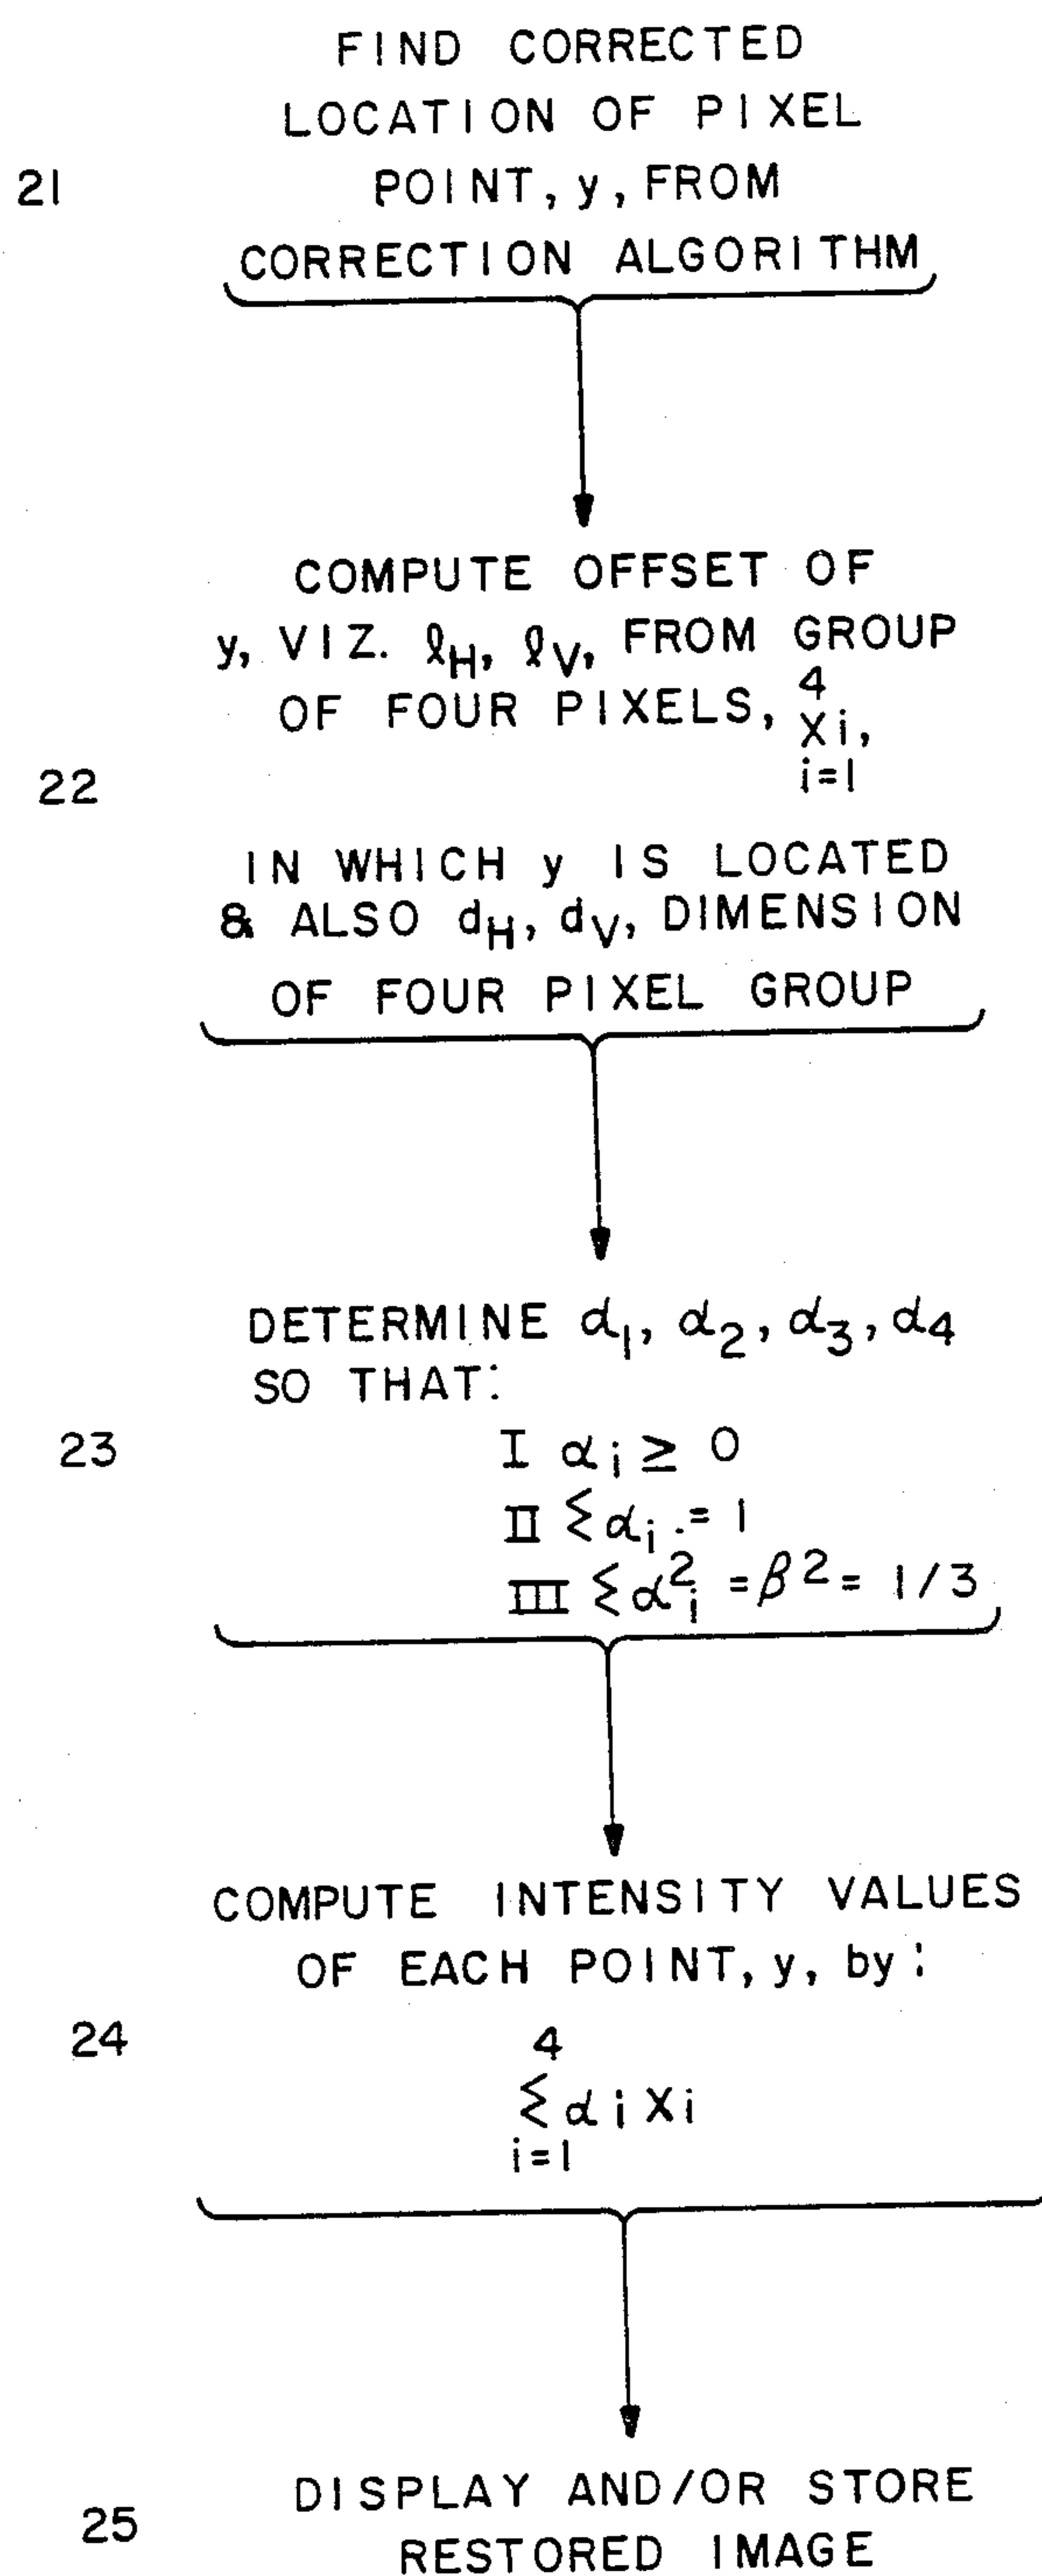 FIND CORRECTED
LOCATION OF PIXEL
21 POINT, y, FROM
CORRECTION ALGORITHM
COMPUTE OFFSET OF
y, VIZ. ℓH, ℓV, FROM GROUP
4
OF FOUR PIXELS, Xi,
i=1
22
IN WHICH y IS LOCATED
& ALSO dH, dV, DIMENSION
OF FOUR PIXEL GROUP
DETERMINE α1, α2, α3, α4
SO THAT:
23 I αi ≥ 0
II Σαi = 1
III Σαi² = β² = 1/3
COMPUTE INTENSITY VALUES
OF EACH POINT, y, by:
24 4
Σ αi Xi
i=1
DISPLAY AND/OR STORE
25 RESTORED IMAGE